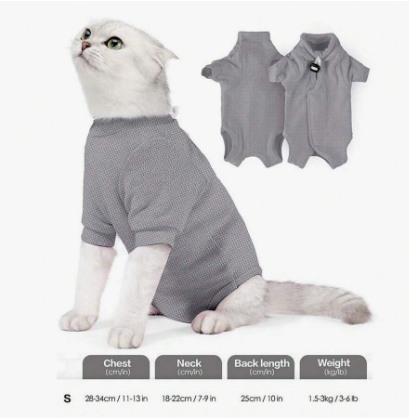 Chest Neck Back length Weight
(cm/in) (cm/in) (cm/in) (kg/lb)
S 28-34cm / 11-13 in 18-22cm / 7-9 in 25cm / 10 in 1.5-3kg / 3-6 lb